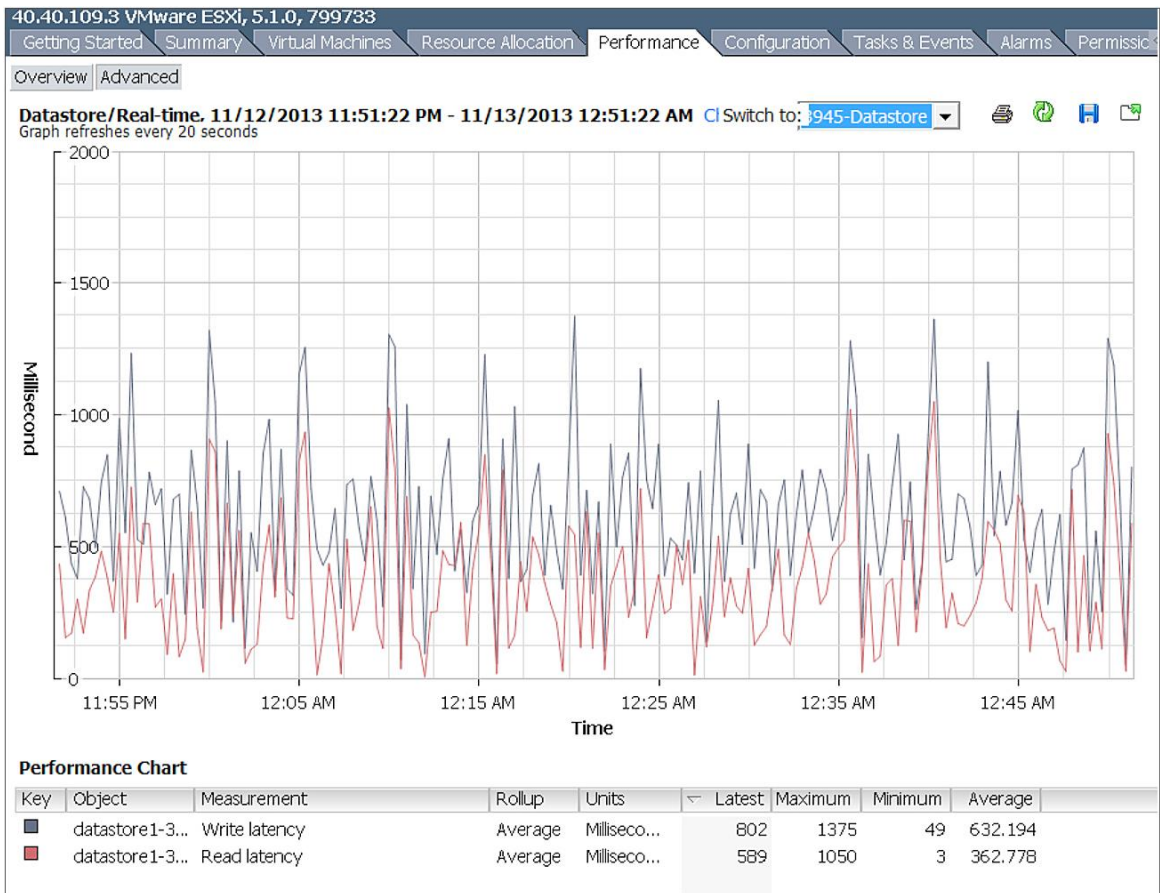 40.40.109.3 VMware ESXi, 5.1.0, 799733
Getting Started Summary Virtual Machines Resource Allocation Performance Configuration Tasks & Events Alarms Permissic
Overview Advanced
Datastore/Real-time, 11/12/2013 11:51:22 PM - 11/13/2013 12:51:22 AM Switch to: 945-Datastore
Graph refreshes every 20 seconds
2000
1500
1000
500
0
Millisecond
11:55 PM 12:05 AM 12:15 AM 12:25 AM 12:35 AM 12:45 AM
Time
Performance Chart
Key Object Measurement Rollup Units Latest Maximum Minimum Average
datastore1-3... Write latency Average Milliseco... 802 1375 49 632.194
datastore1-3... Read latency Average Milliseco... 589 1050 3 362.778